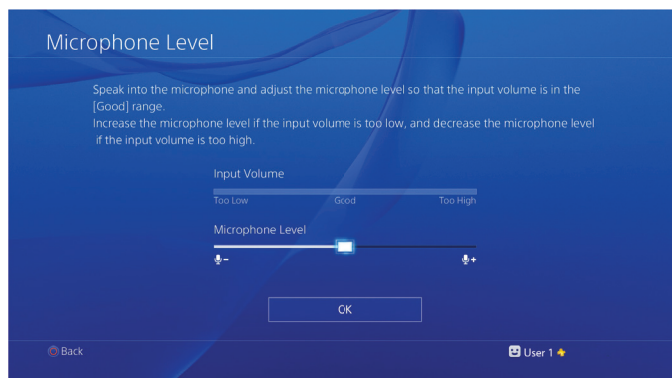 Microphone Level
Speak into the microphone and adjust the microphone level so that the input volume is in the
[Good] range.
Increase the microphone level if the input volume is too low, and decrease the microphone level
if the input volume is too high.
Input Volume
Too Low Good Too High
Microphone Level
- +
OK
Back User 1